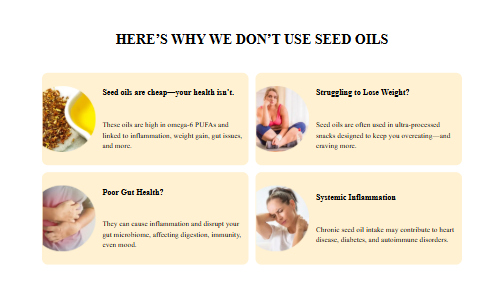 HERE’S WHY WE DON’T USE SEED OILS
Seed oils are cheap—your health isn’t.
These oils are high in omega-6 PUFAs and
linked to inflammation, weight gain, gut issues,
and more.
Struggling to Lose Weight?
Seed oils are often used in ultra-processed
snacks designed to keep you overeating—and
craving more.
Poor Gut Health?
They can cause inflammation and disrupt your
gut microbiome, affecting digestion, immunity,
even mood.
Systemic Inflammation
Chronic seed oil intake may contribute to heart
disease, diabetes, and autoimmune disorders.